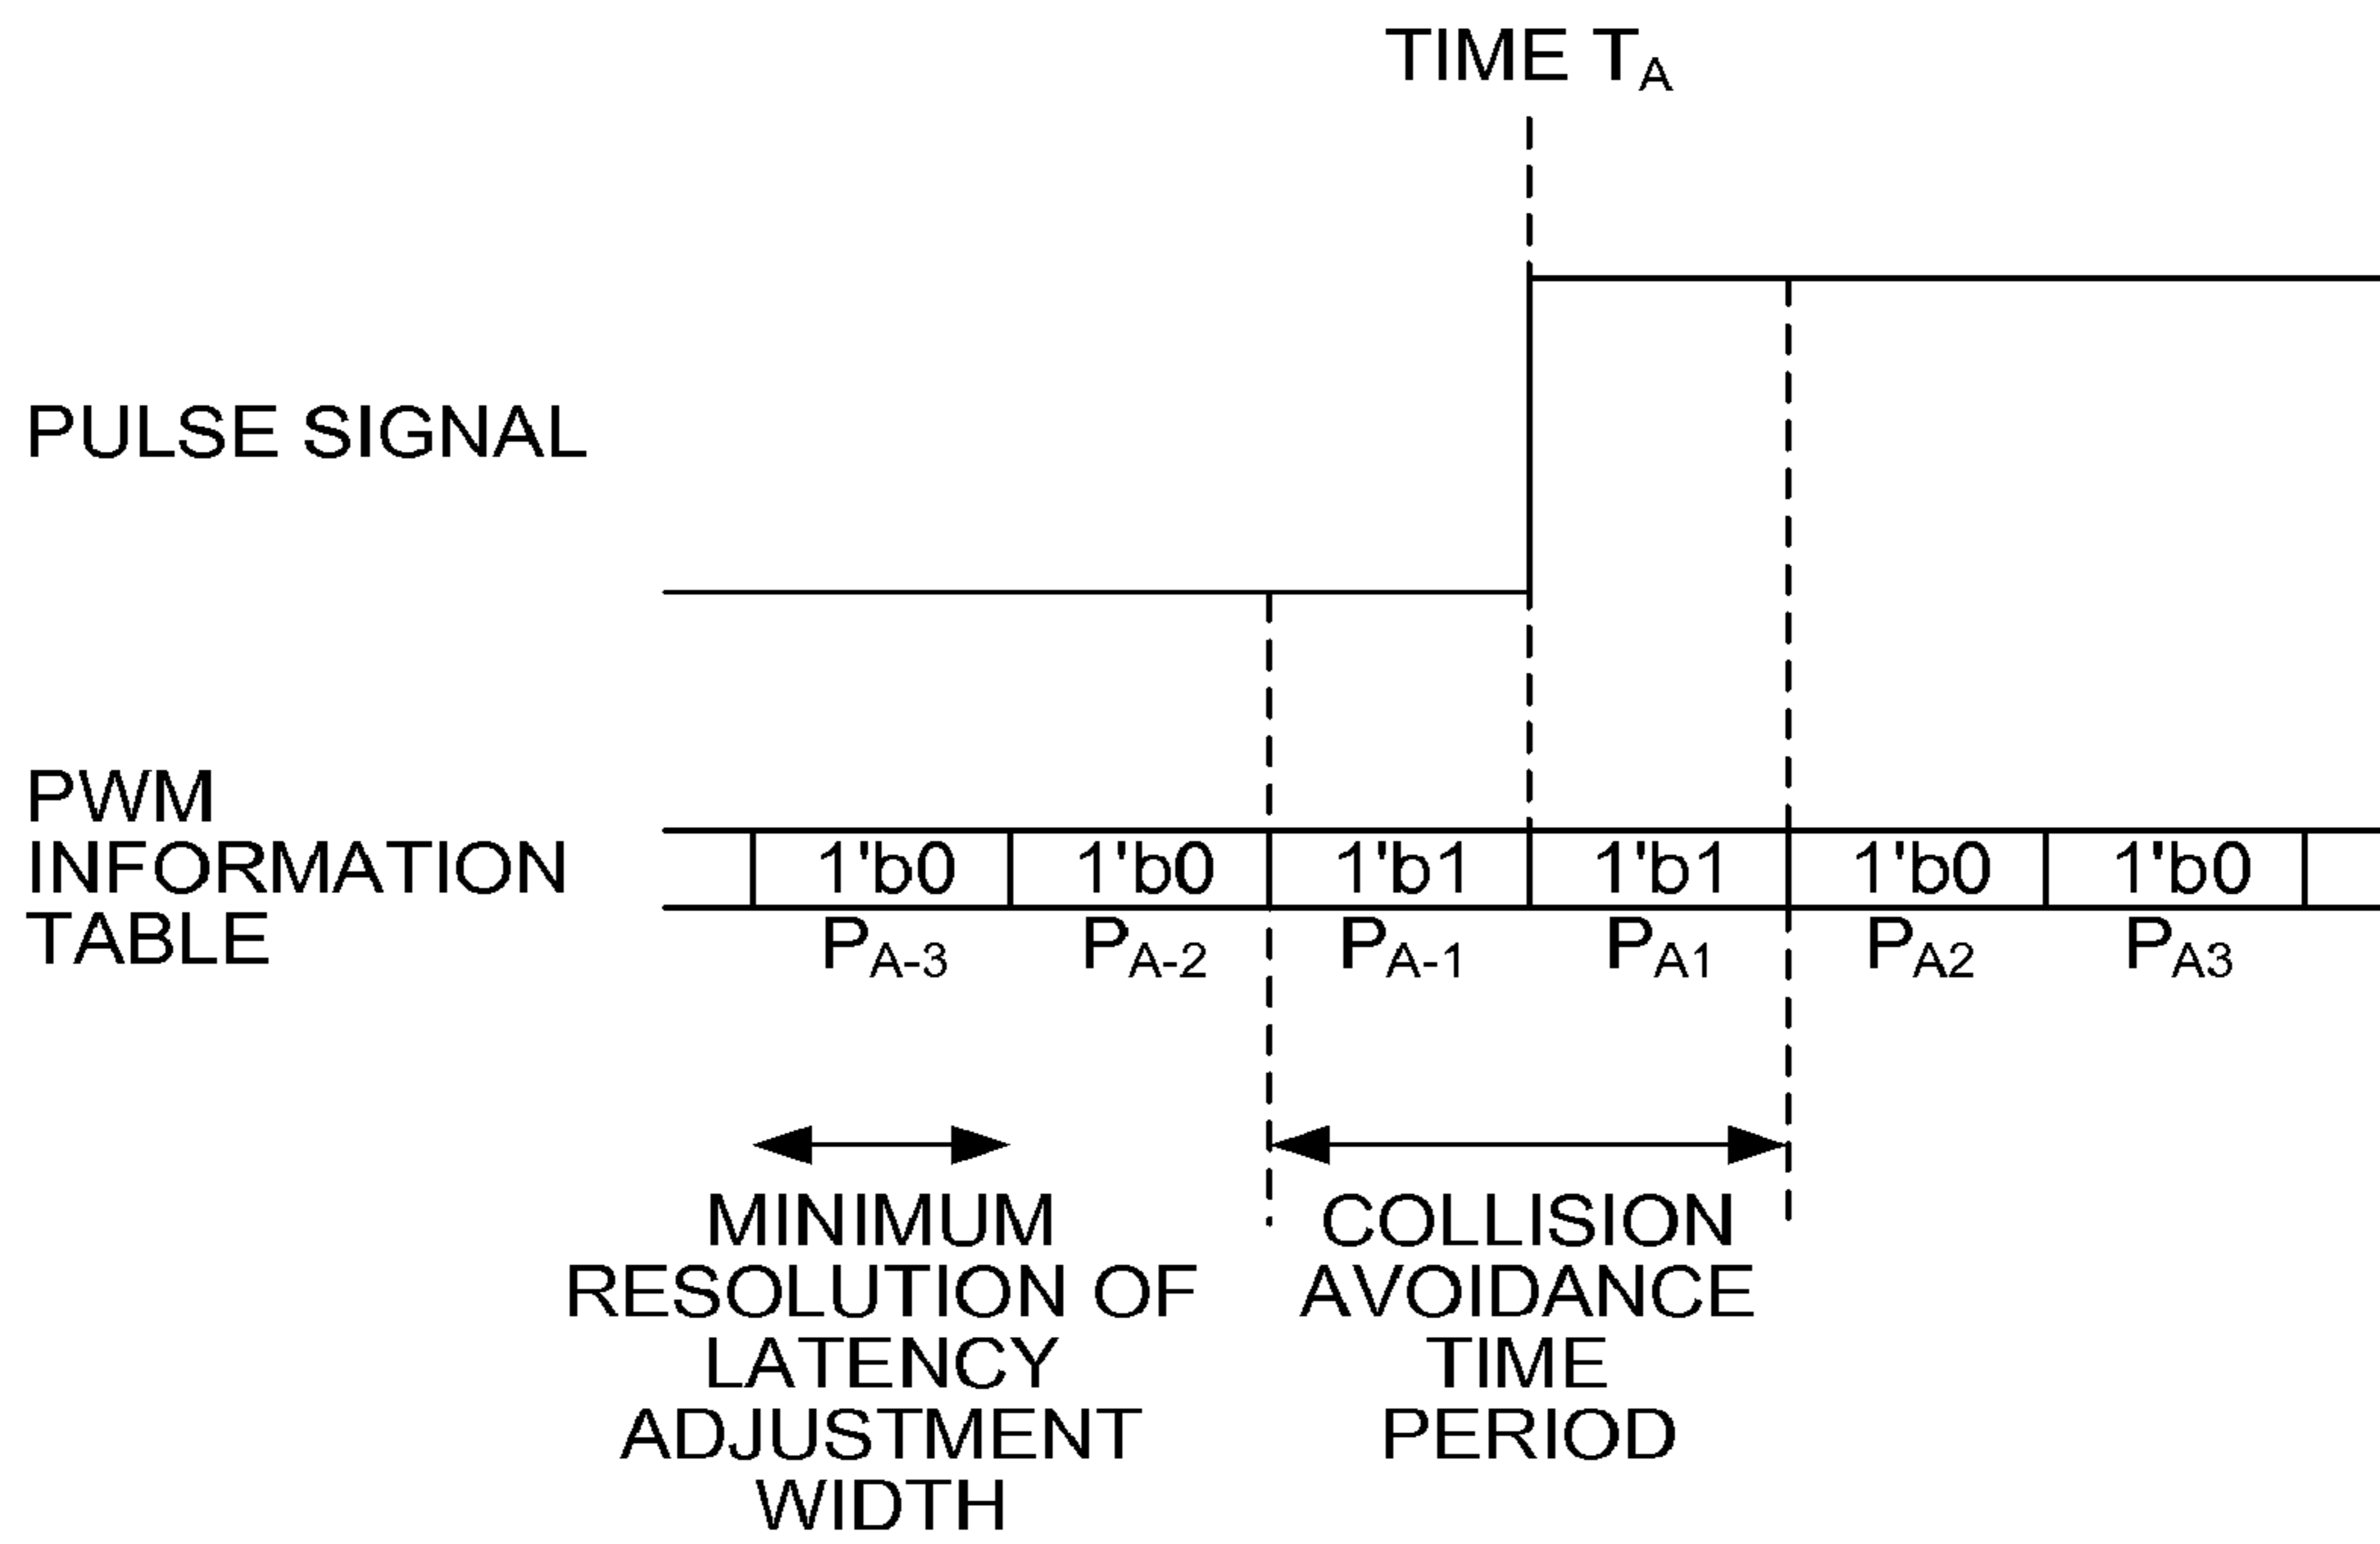 TIME TA
PULSE SIGNAL
PWM
INFORMATION
TABLE
1'b0 1'b0 1'b1 1'b1 1'b0 1'b0
PA-3 PA-2 PA-1 PA1 PA2 PA3
MINIMUM
RESOLUTION OF
LATENCY
ADJUSTMENT
WIDTH
COLLISION
AVOIDANCE
TIME
PERIOD